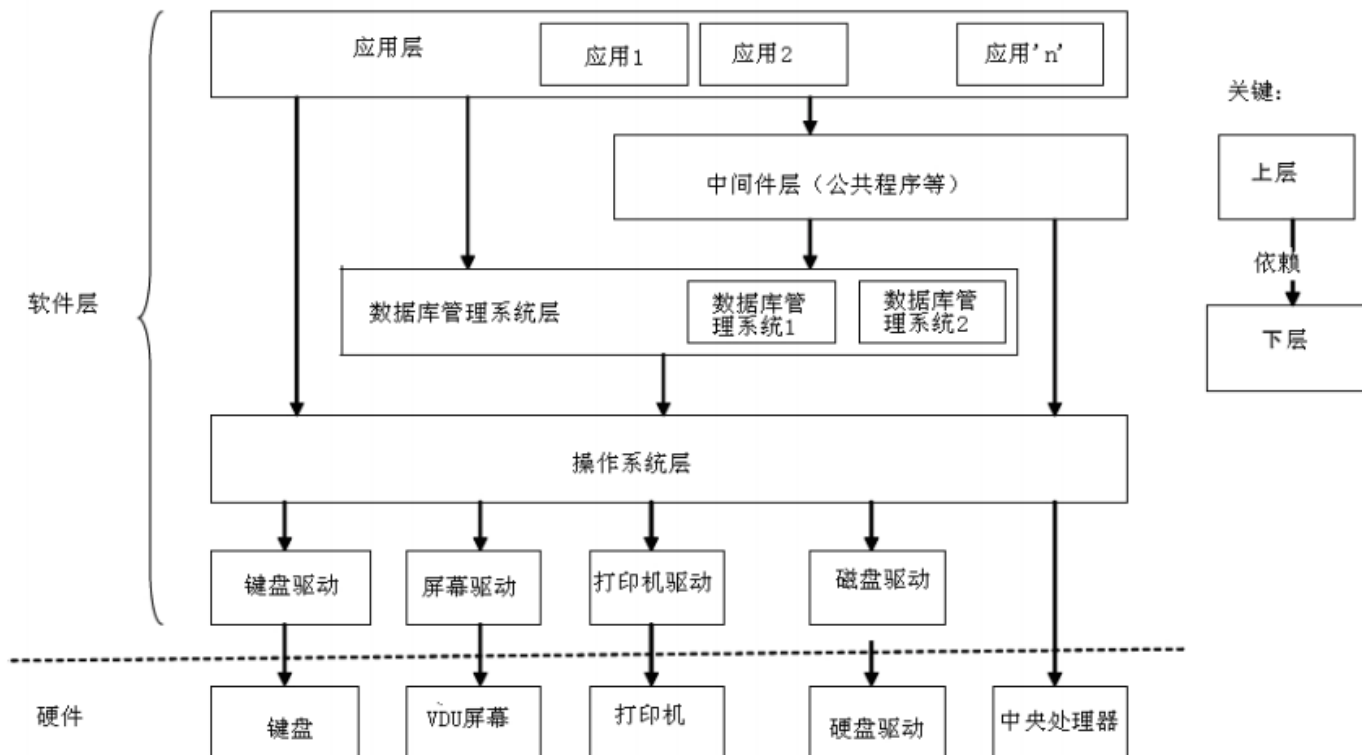 应用层
应用1
应用2
应用'n'
关键：
中间件层（公共程序等）
上层
依赖
下层
软件层
数据库管理系统层
数据库管
理系统1
数据库管
理系统2
操作系统层
键盘驱动
屏幕驱动
打印机驱动
磁盘驱动
硬件
键盘
VDU屏幕
打印机
硬盘驱动
中央处理器